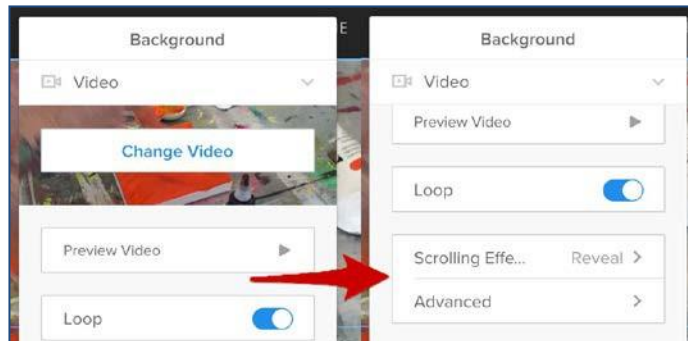 E
Background
Video
Change Video
Preview Video
Loop
Background
Video
Preview Video
Loop
Scrolling Effe... Reveal >
Advanced >